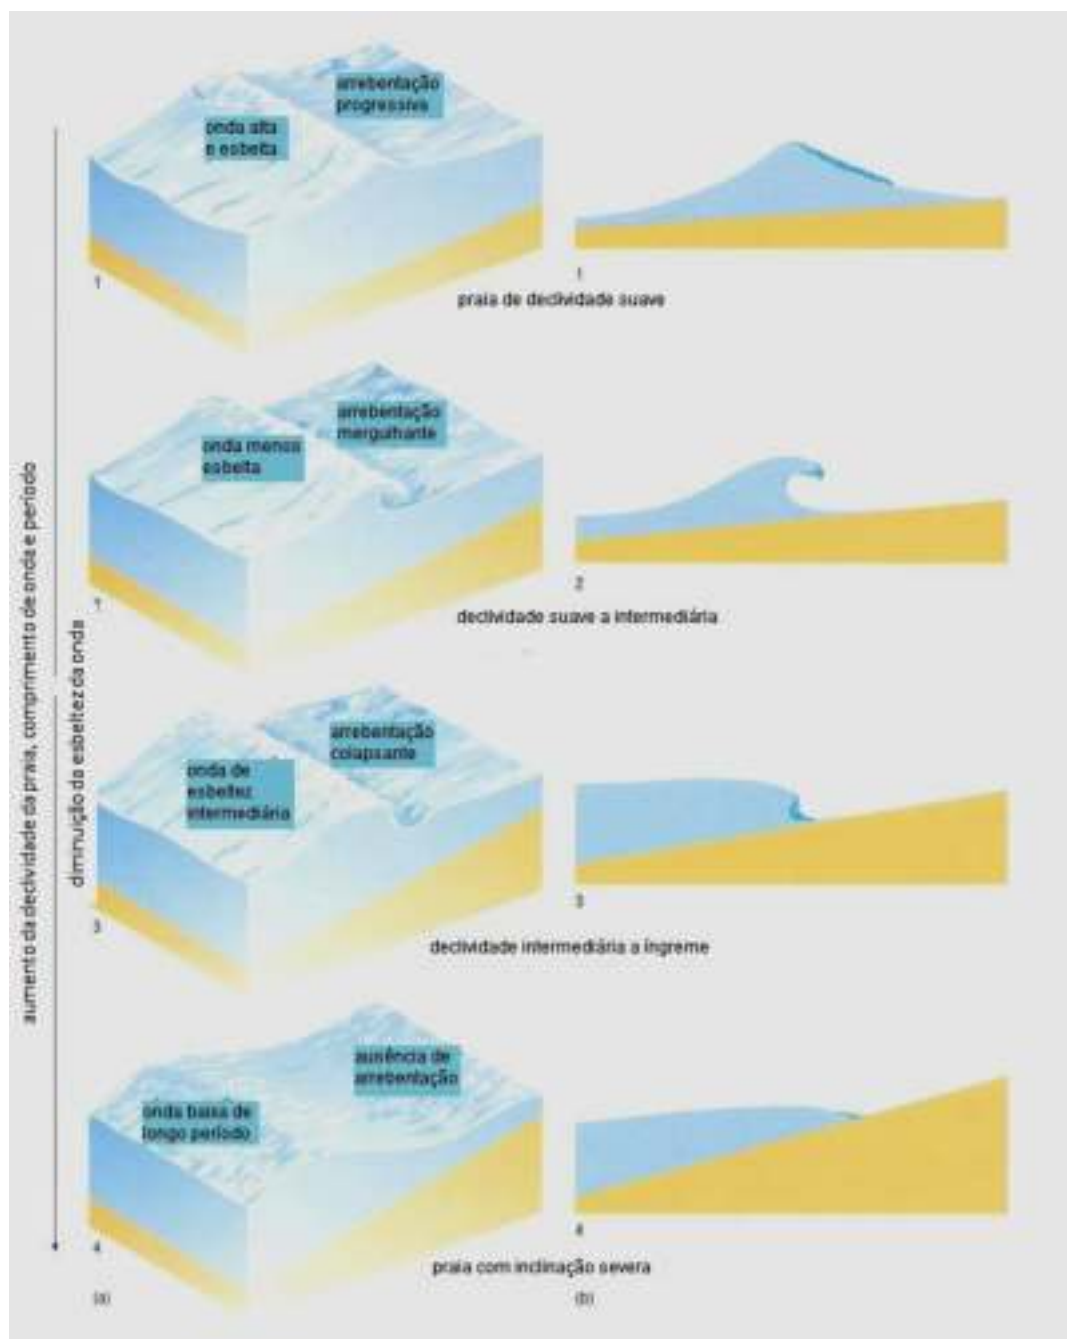 arrebentação
progressiva
onda alta
e esbelta
1
1
praia de declividade suave
arrebentação
mergulhante
onda menos
esbelta
1
2
declividade suave a intermediária
arrebentação
colapsante
onda de
esbeltez
intermediária
3
3
declividade intermediária a íngreme
ausência de
arrebentação
onda baixa de
longo período
4
4
praia com inclinação severa
(a)
(b)
aumento da declividade da praia, comprimento de onda e período
diminuição da esbeltez da onda